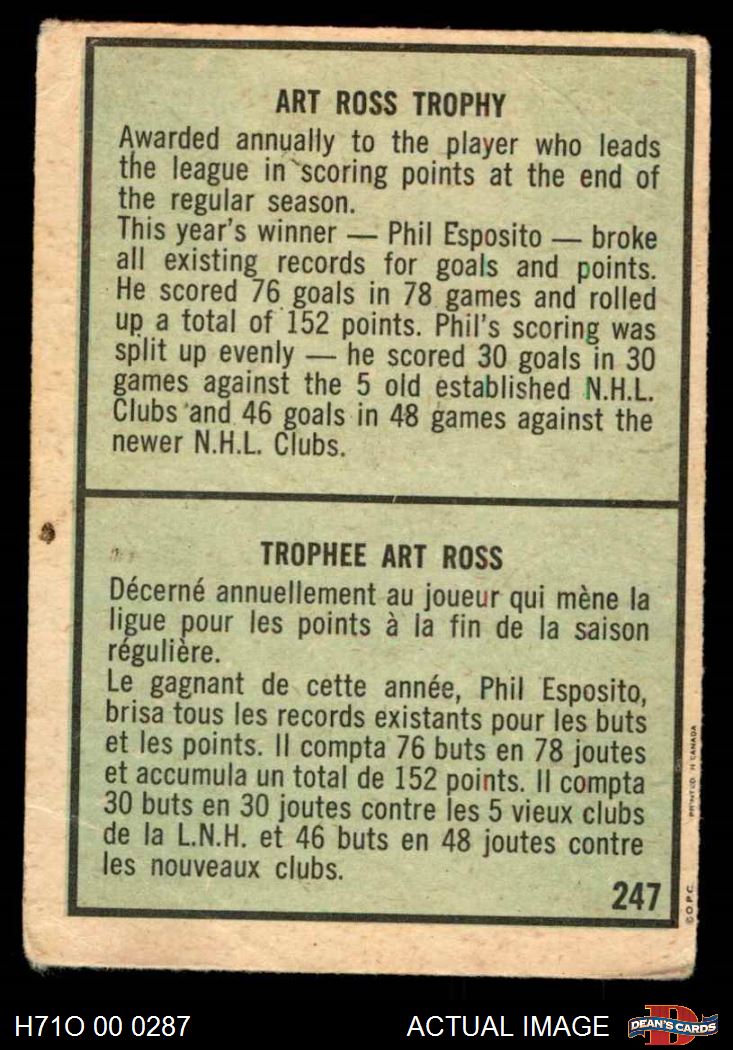 ART ROSS TROPHY
Awarded annually to the player who leads
the league in scoring points at the end of
the regular season.
This year's winner — Phil Esposito — broke
all existing records for goals and points.
He scored 76 goals in 78 games and rolled
up a total of 152 points. Phil's scoring was
split up evenly — he scored 30 goals in 30
games against the 5 old established N.H.L.
Clubs and 46 goals in 48 games against the
newer N.H.L. Clubs.
TROPHEE ART ROSS
Décerné annuellement au joueur qui mène la
ligue pour les points à la fin de la saison
régulière.
Le gagnant de cette année, Phil Esposito,
brisa tous les records existants pour les buts
et les points. Il compta 76 buts en 78 joutes
et accumula un total de 152 points. Il compta
30 buts en 30 joutes contre les 5 vieux clubs
de la L.N.H. et 46 buts en 48 joutes contre
les nouveaux clubs.
247
©O.P.C. PRINTED IN CANADA
H71O 00 0287
ACTUAL IMAGE
D
DEAN'S CARDS